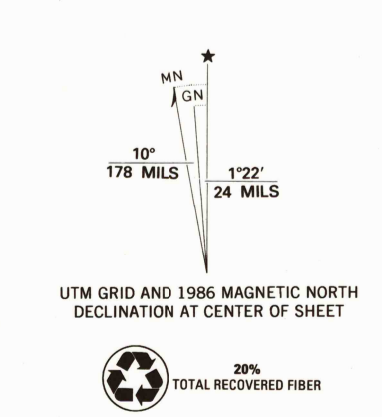 MN
GN
10°
178 MILS
1°22′
24 MILS
UTM GRID AND 1986 MAGNETIC NORTH
DECLINATION AT CENTER OF SHEET
20%
TOTAL RECOVERED FIBER